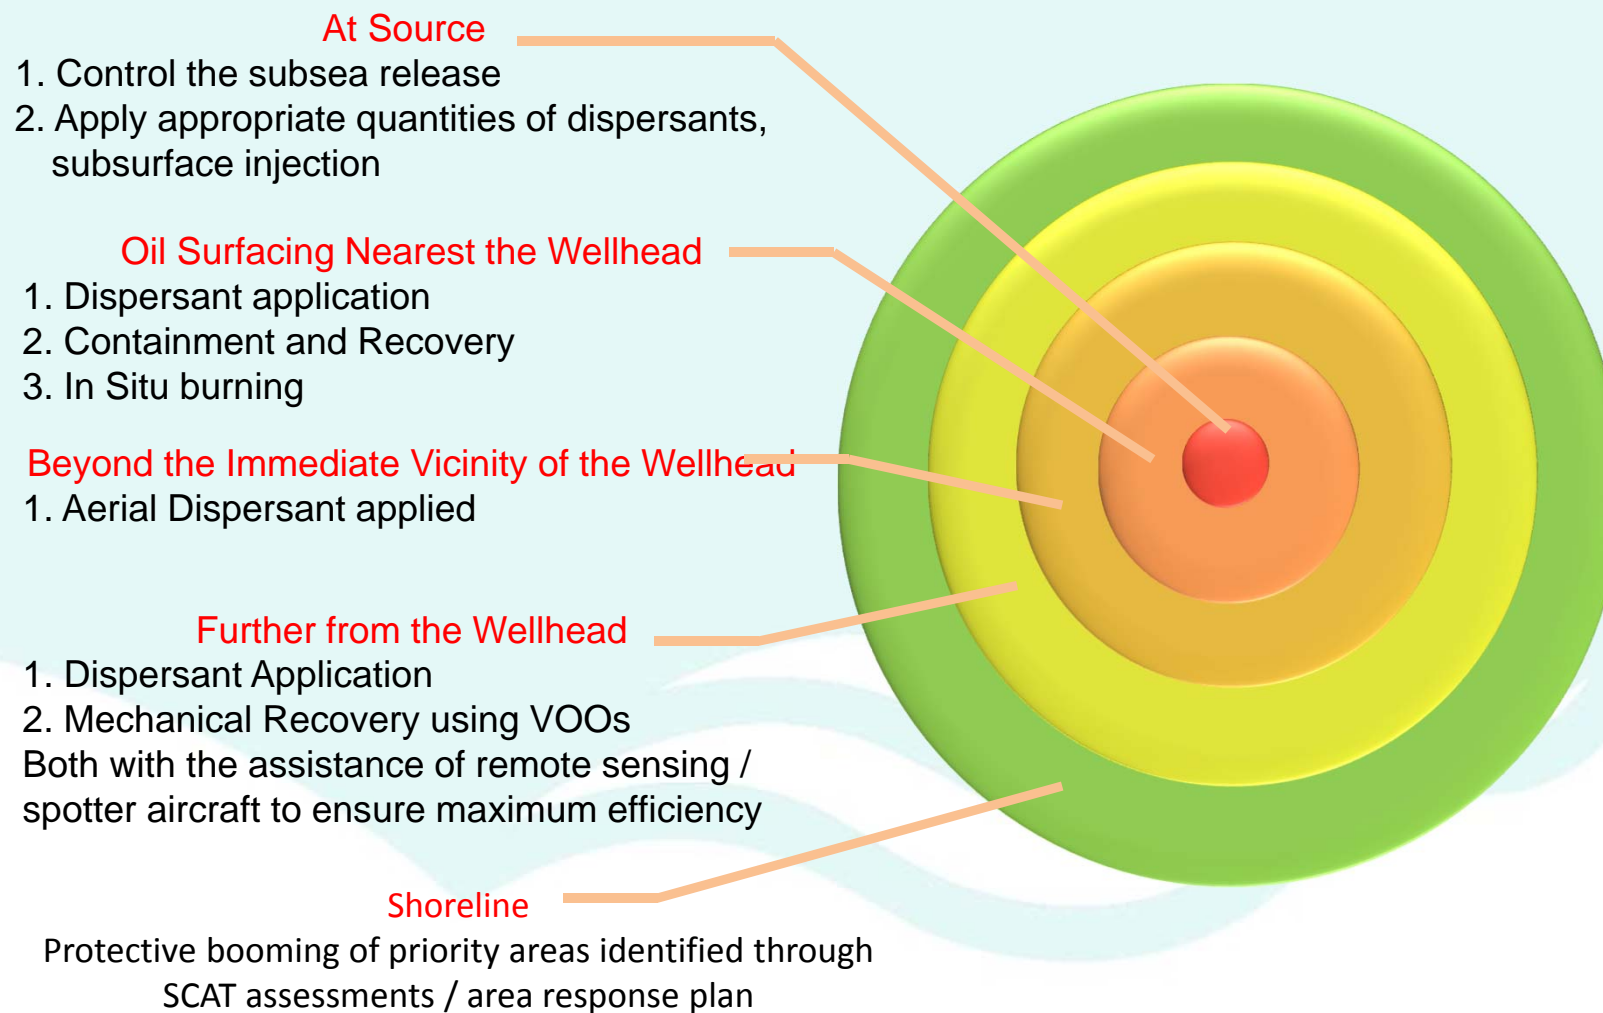 At Source
1. Control the subsea release
2. Apply appropriate quantities of dispersants,
subsurface injection
Oil Surfacing Nearest the Wellhead
1. Dispersant application
2. Containment and Recovery
3. In Situ burning
Beyond the Immediate Vicinity of the Wellhead
1. Aerial Dispersant applied
Further from the Wellhead
1. Dispersant Application
2. Mechanical Recovery using VOOs
Both with the assistance of remote sensing /
spotter aircraft to ensure maximum efficiency
Shoreline
Protective booming of priority areas identified through
SCAT assessments / area response plan